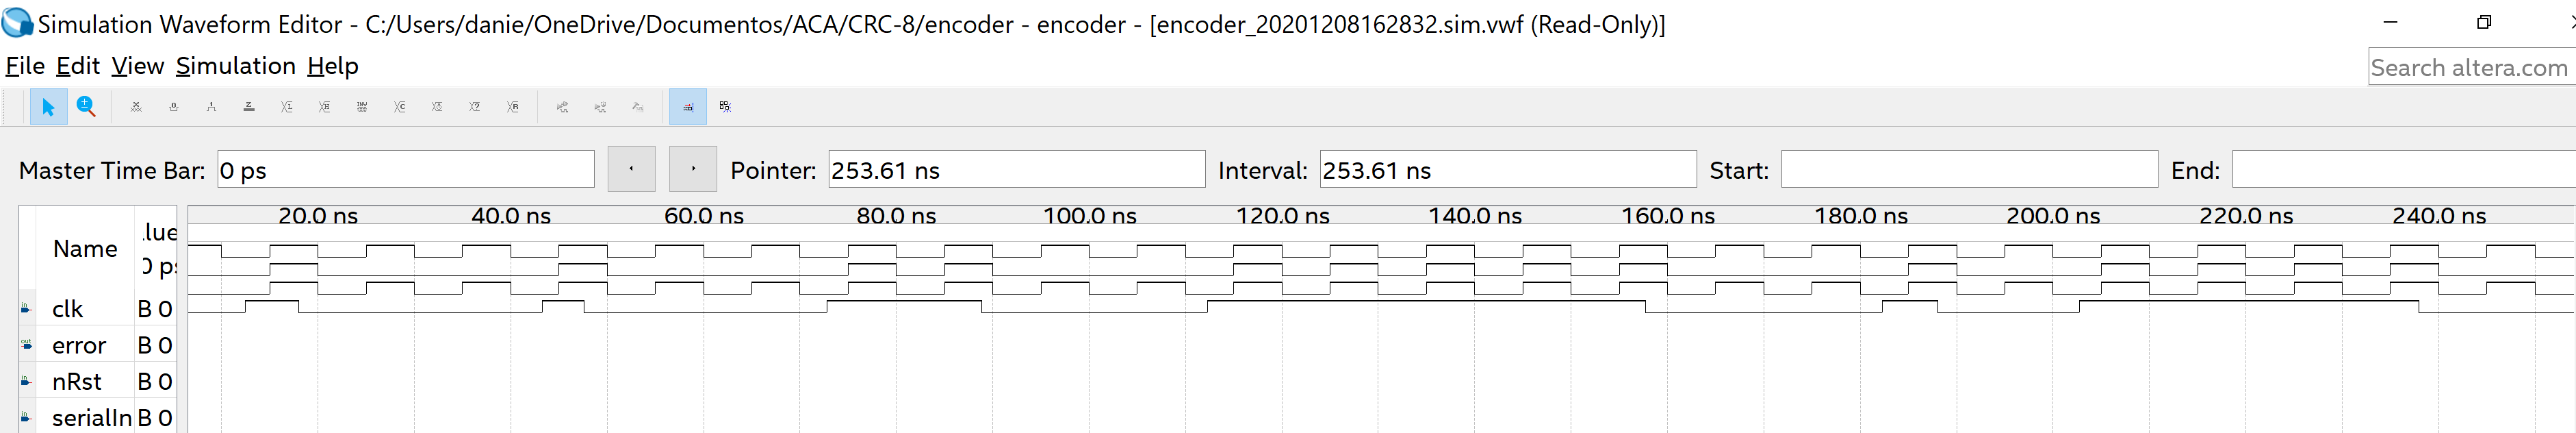 Simulation Waveform Editor - C:/Users/danie/OneDrive/Documentos/ACA/CRC-8/encoder - encoder - [encoder_20201208162832.sim.vwf (Read-Only)]
File Edit View Simulation Help
Search altera.com
Master Time Bar: 0 ps Pointer: 253.61 ns Interval: 253.61 ns Start: End:
20.0 ns 40.0 ns 60.0 ns 80.0 ns 100.0 ns 120.0 ns 140.0 ns 160.0 ns 180.0 ns 200.0 ns 220.0 ns 240.0 ns
Name
lue
0 ps
clk B 0
error B 0
nRst B 0
serialIn B 0